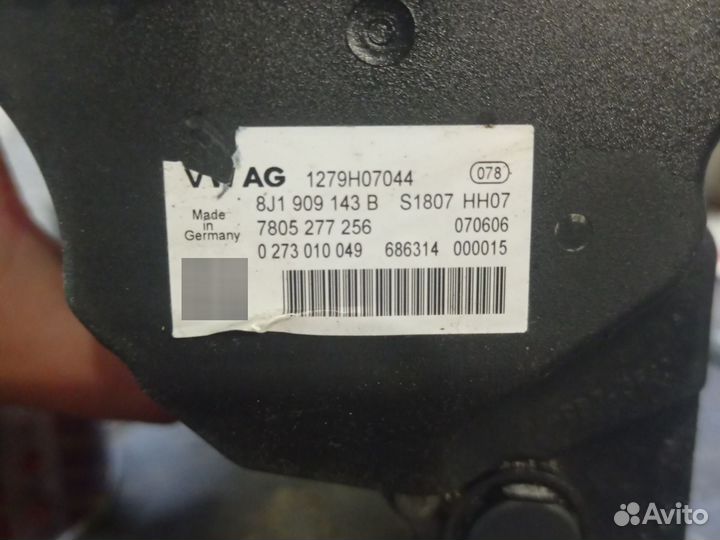 AG 1279H07044 078
8J1 909 143 B S1807 HH07
Made in Germany
7805 277 256 070606
0 273 010 049 686314 000015
Avito